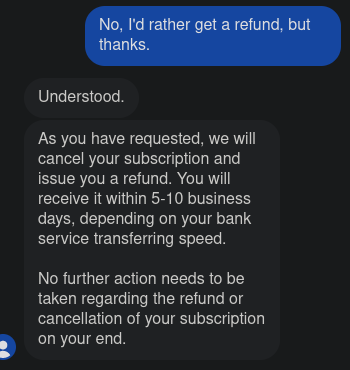 No, I'd rather get a refund, but
thanks.
Understood.
As you have requested, we will
cancel your subscription and
issue you a refund. You will
receive it within 5-10 business
days, depending on your bank
service transferring speed.
No further action needs to be
taken regarding the refund or
cancellation of your subscription
on your end.